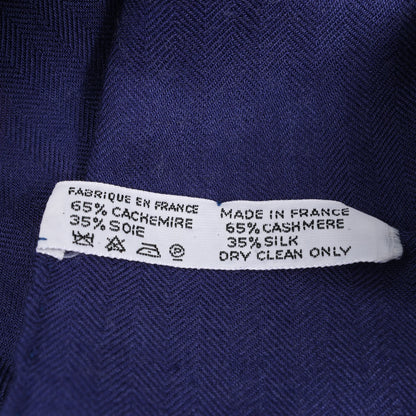 FABRIQUE EN FRANCE
65% CACHEMIRE
35% SOIE
MADE IN FRANCE
65% CASHMERE
35% SILK
DRY CLEAN ONLY